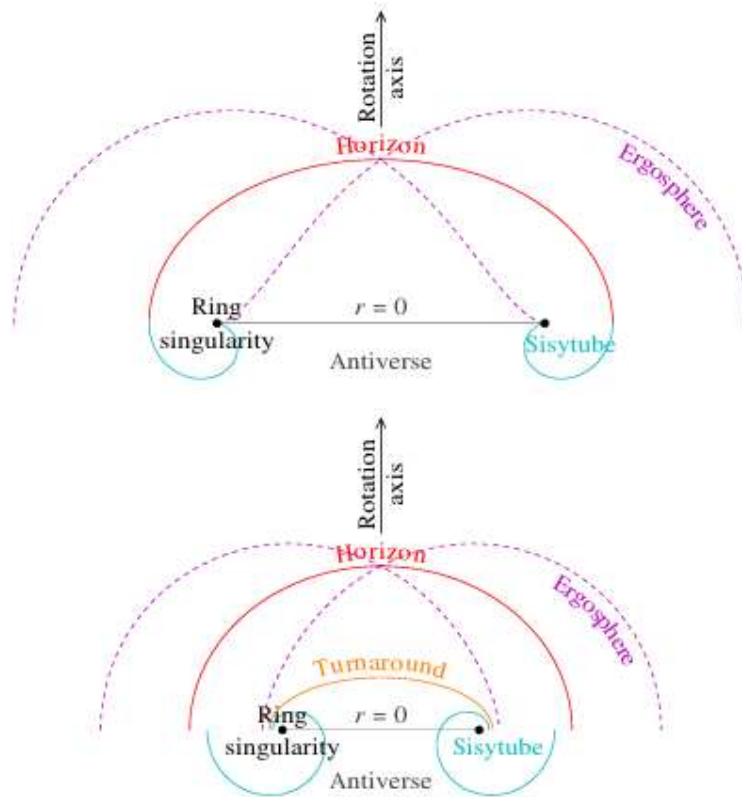 Rotation
axis
Horizon
Ergosphere
Ring
singularity
r = 0
Sisytube
Antiverse
Rotation
axis
Horizon
Ergosphere
Turnaround
Ring
singularity
r = 0
Sisytube
Antiverse